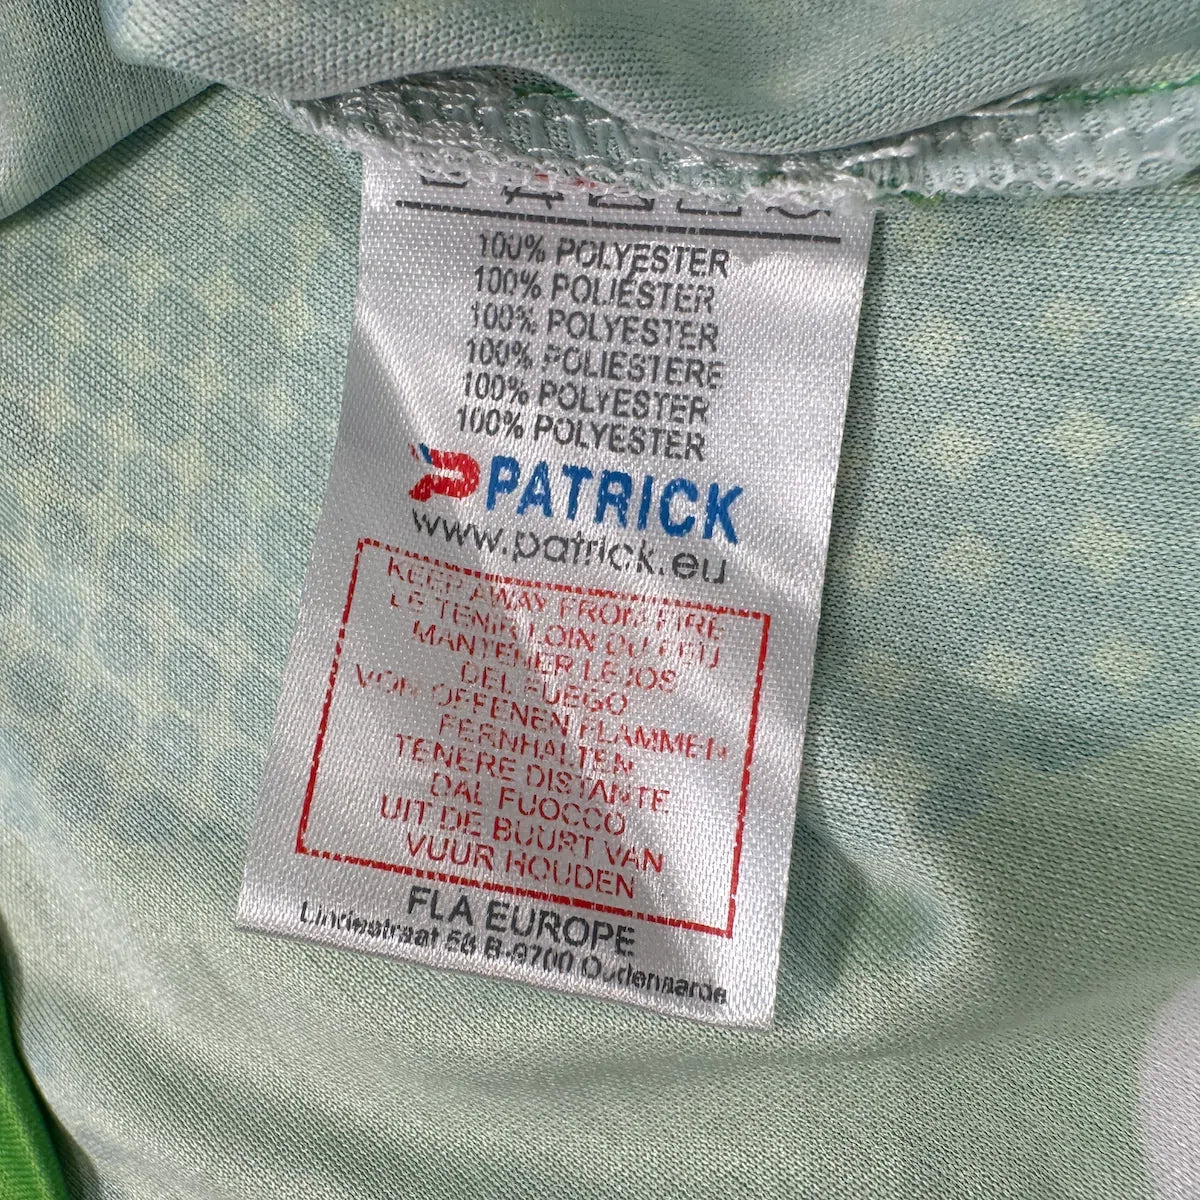 100% POLYESTER
100% POLIÉSTER
100% POLYESTER
100% POLIESTERE
100% POLYESTER
100% POLYESTER
PATRICK
www.patrick.eu
KEEP AWAY FROM FIRE
LE TENIR LOIN DU FEU
MANTENER LEJOS
DEL FUEGO
VON OFFENEN FLAMMEN
FERNHALTEN
TENERE DISTANTE
DAL FUOCCO
UIT DE BUURT VAN
VUUR HOUDEN
FLA EUROPE
Lindestraat 58 B-9700 Oudenaarde